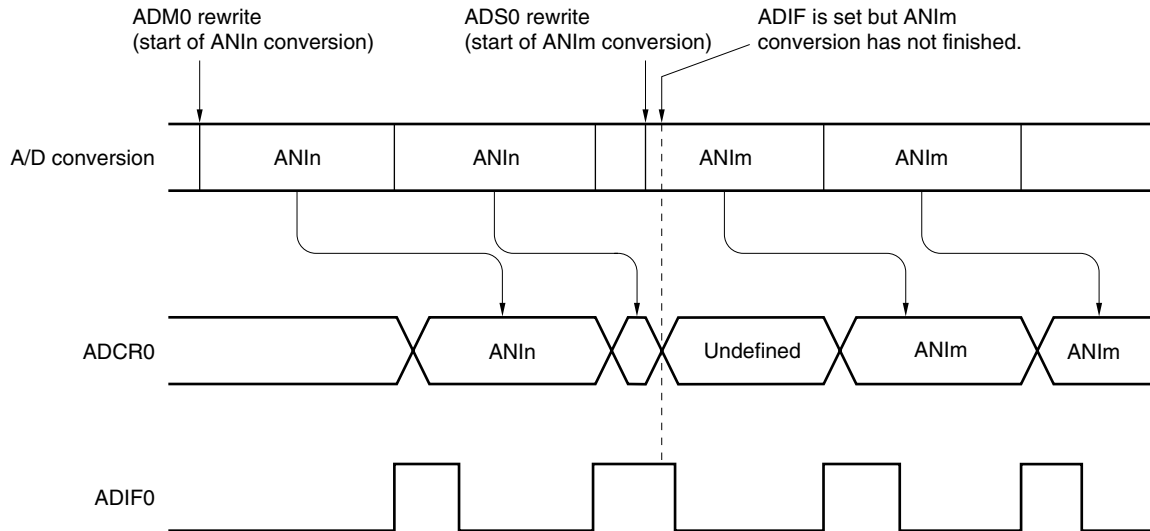 ADM0 rewrite
(start of ANIn conversion)
ADS0 rewrite
(start of ANIm conversion)
ADIF is set but ANIm
conversion has not finished.
A/D conversion
ANIn
ANIn
ANIm
ANIm
ADCR0
ANIn
Undefined
ANIm
ANIm
ADIF0